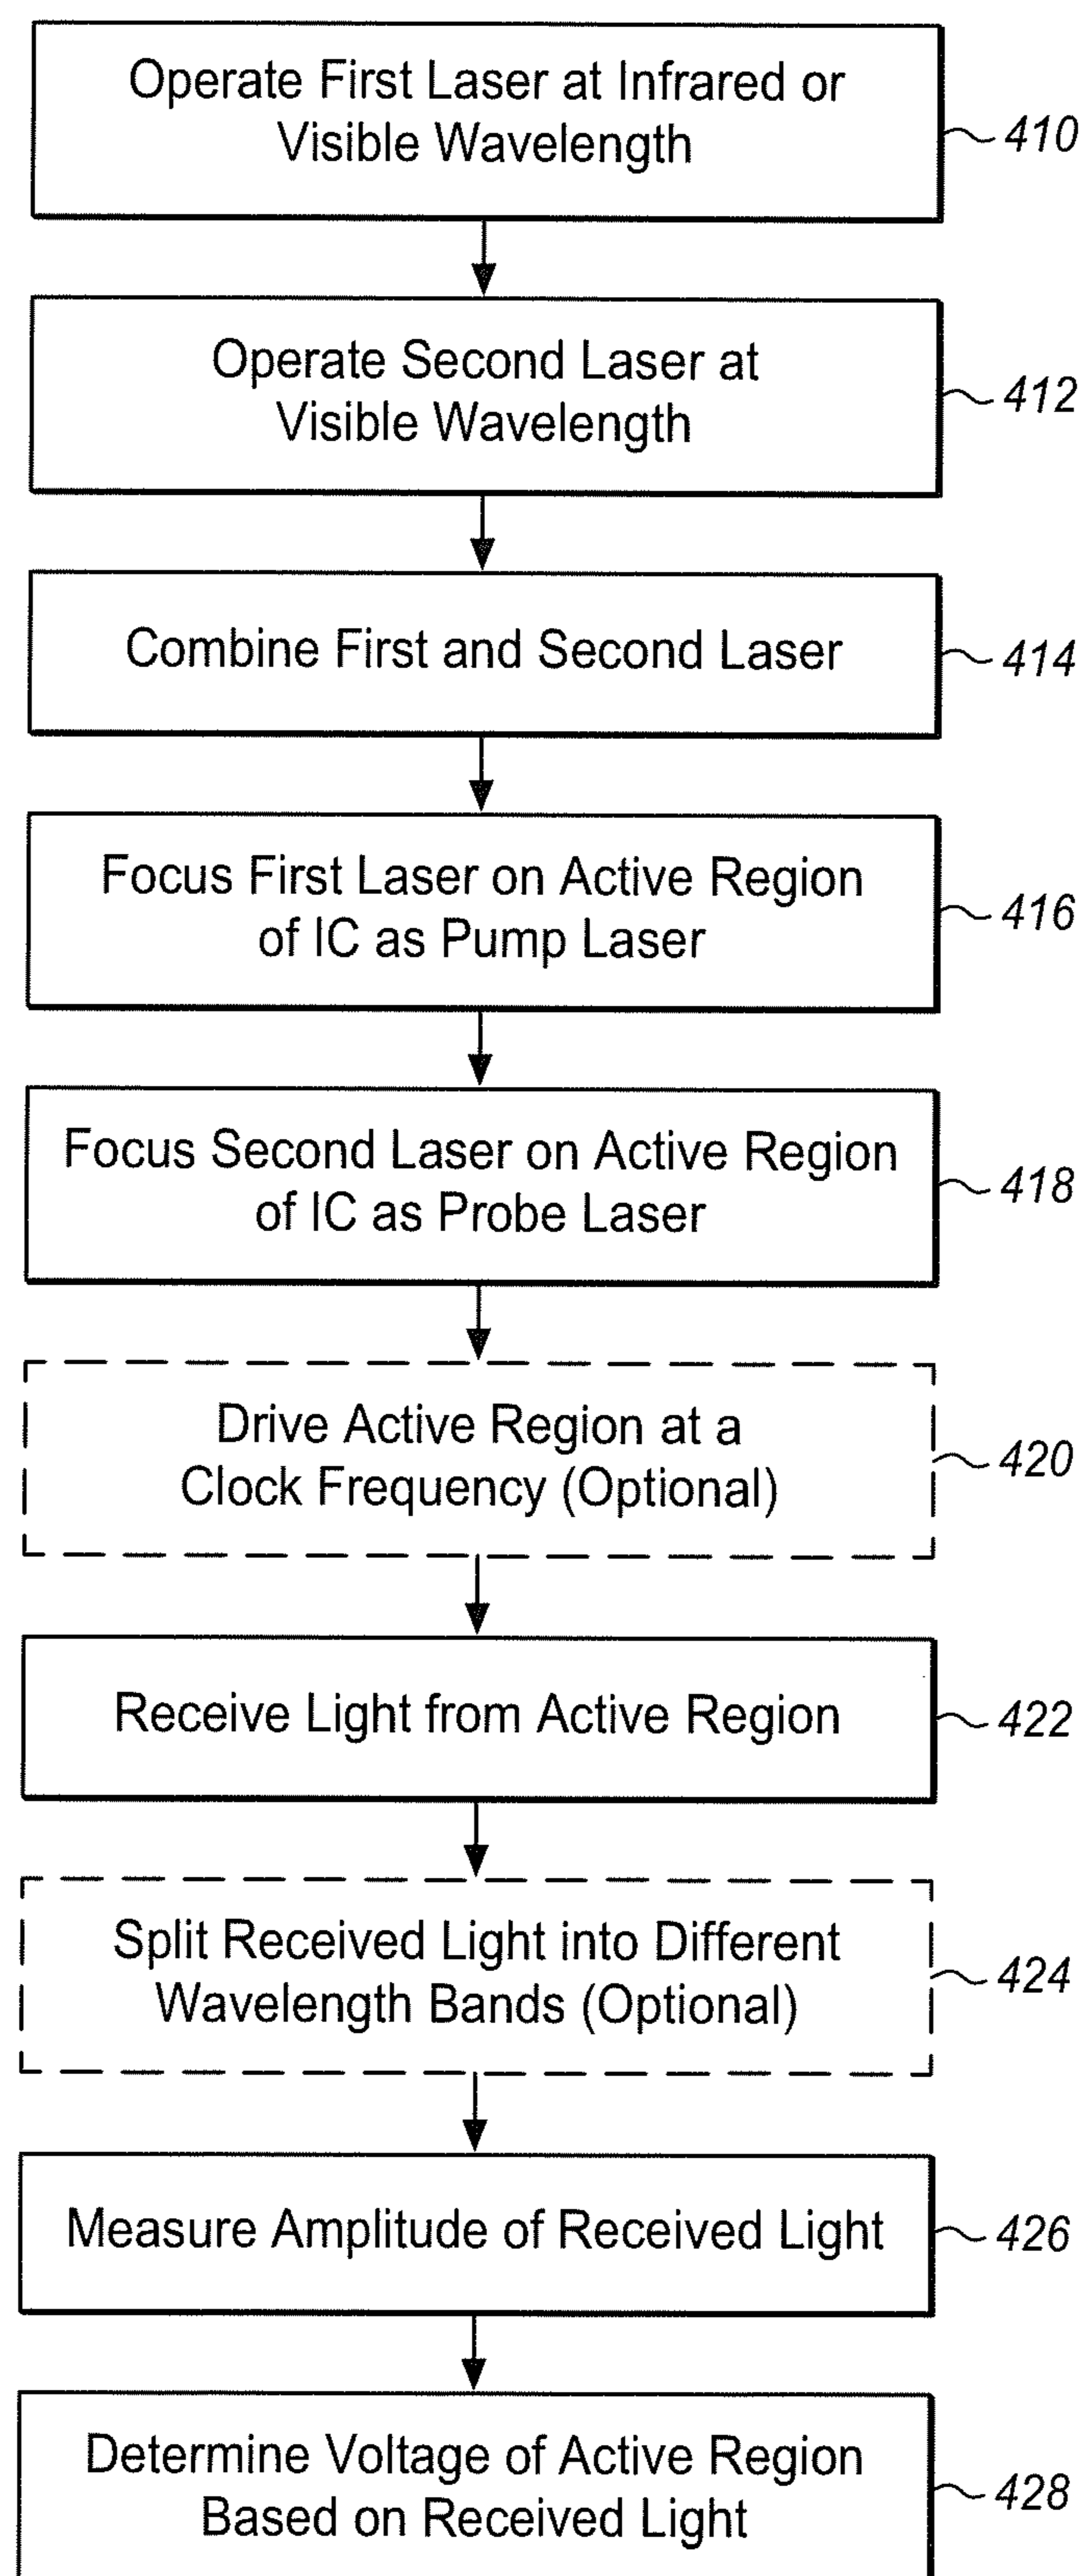 Operate First Laser at Infrared or
Visible Wavelength
410
Operate Second Laser at
Visible Wavelength
412
Combine First and Second Laser
414
Focus First Laser on Active Region
of IC as Pump Laser
416
Focus Second Laser on Active Region
of IC as Probe Laser
418
Drive Active Region at a
Clock Frequency (Optional)
420
Receive Light from Active Region
422
Split Received Light into Different
Wavelength Bands (Optional)
424
Measure Amplitude of Received Light
426
Determine Voltage of Active Region
Based on Received Light
428